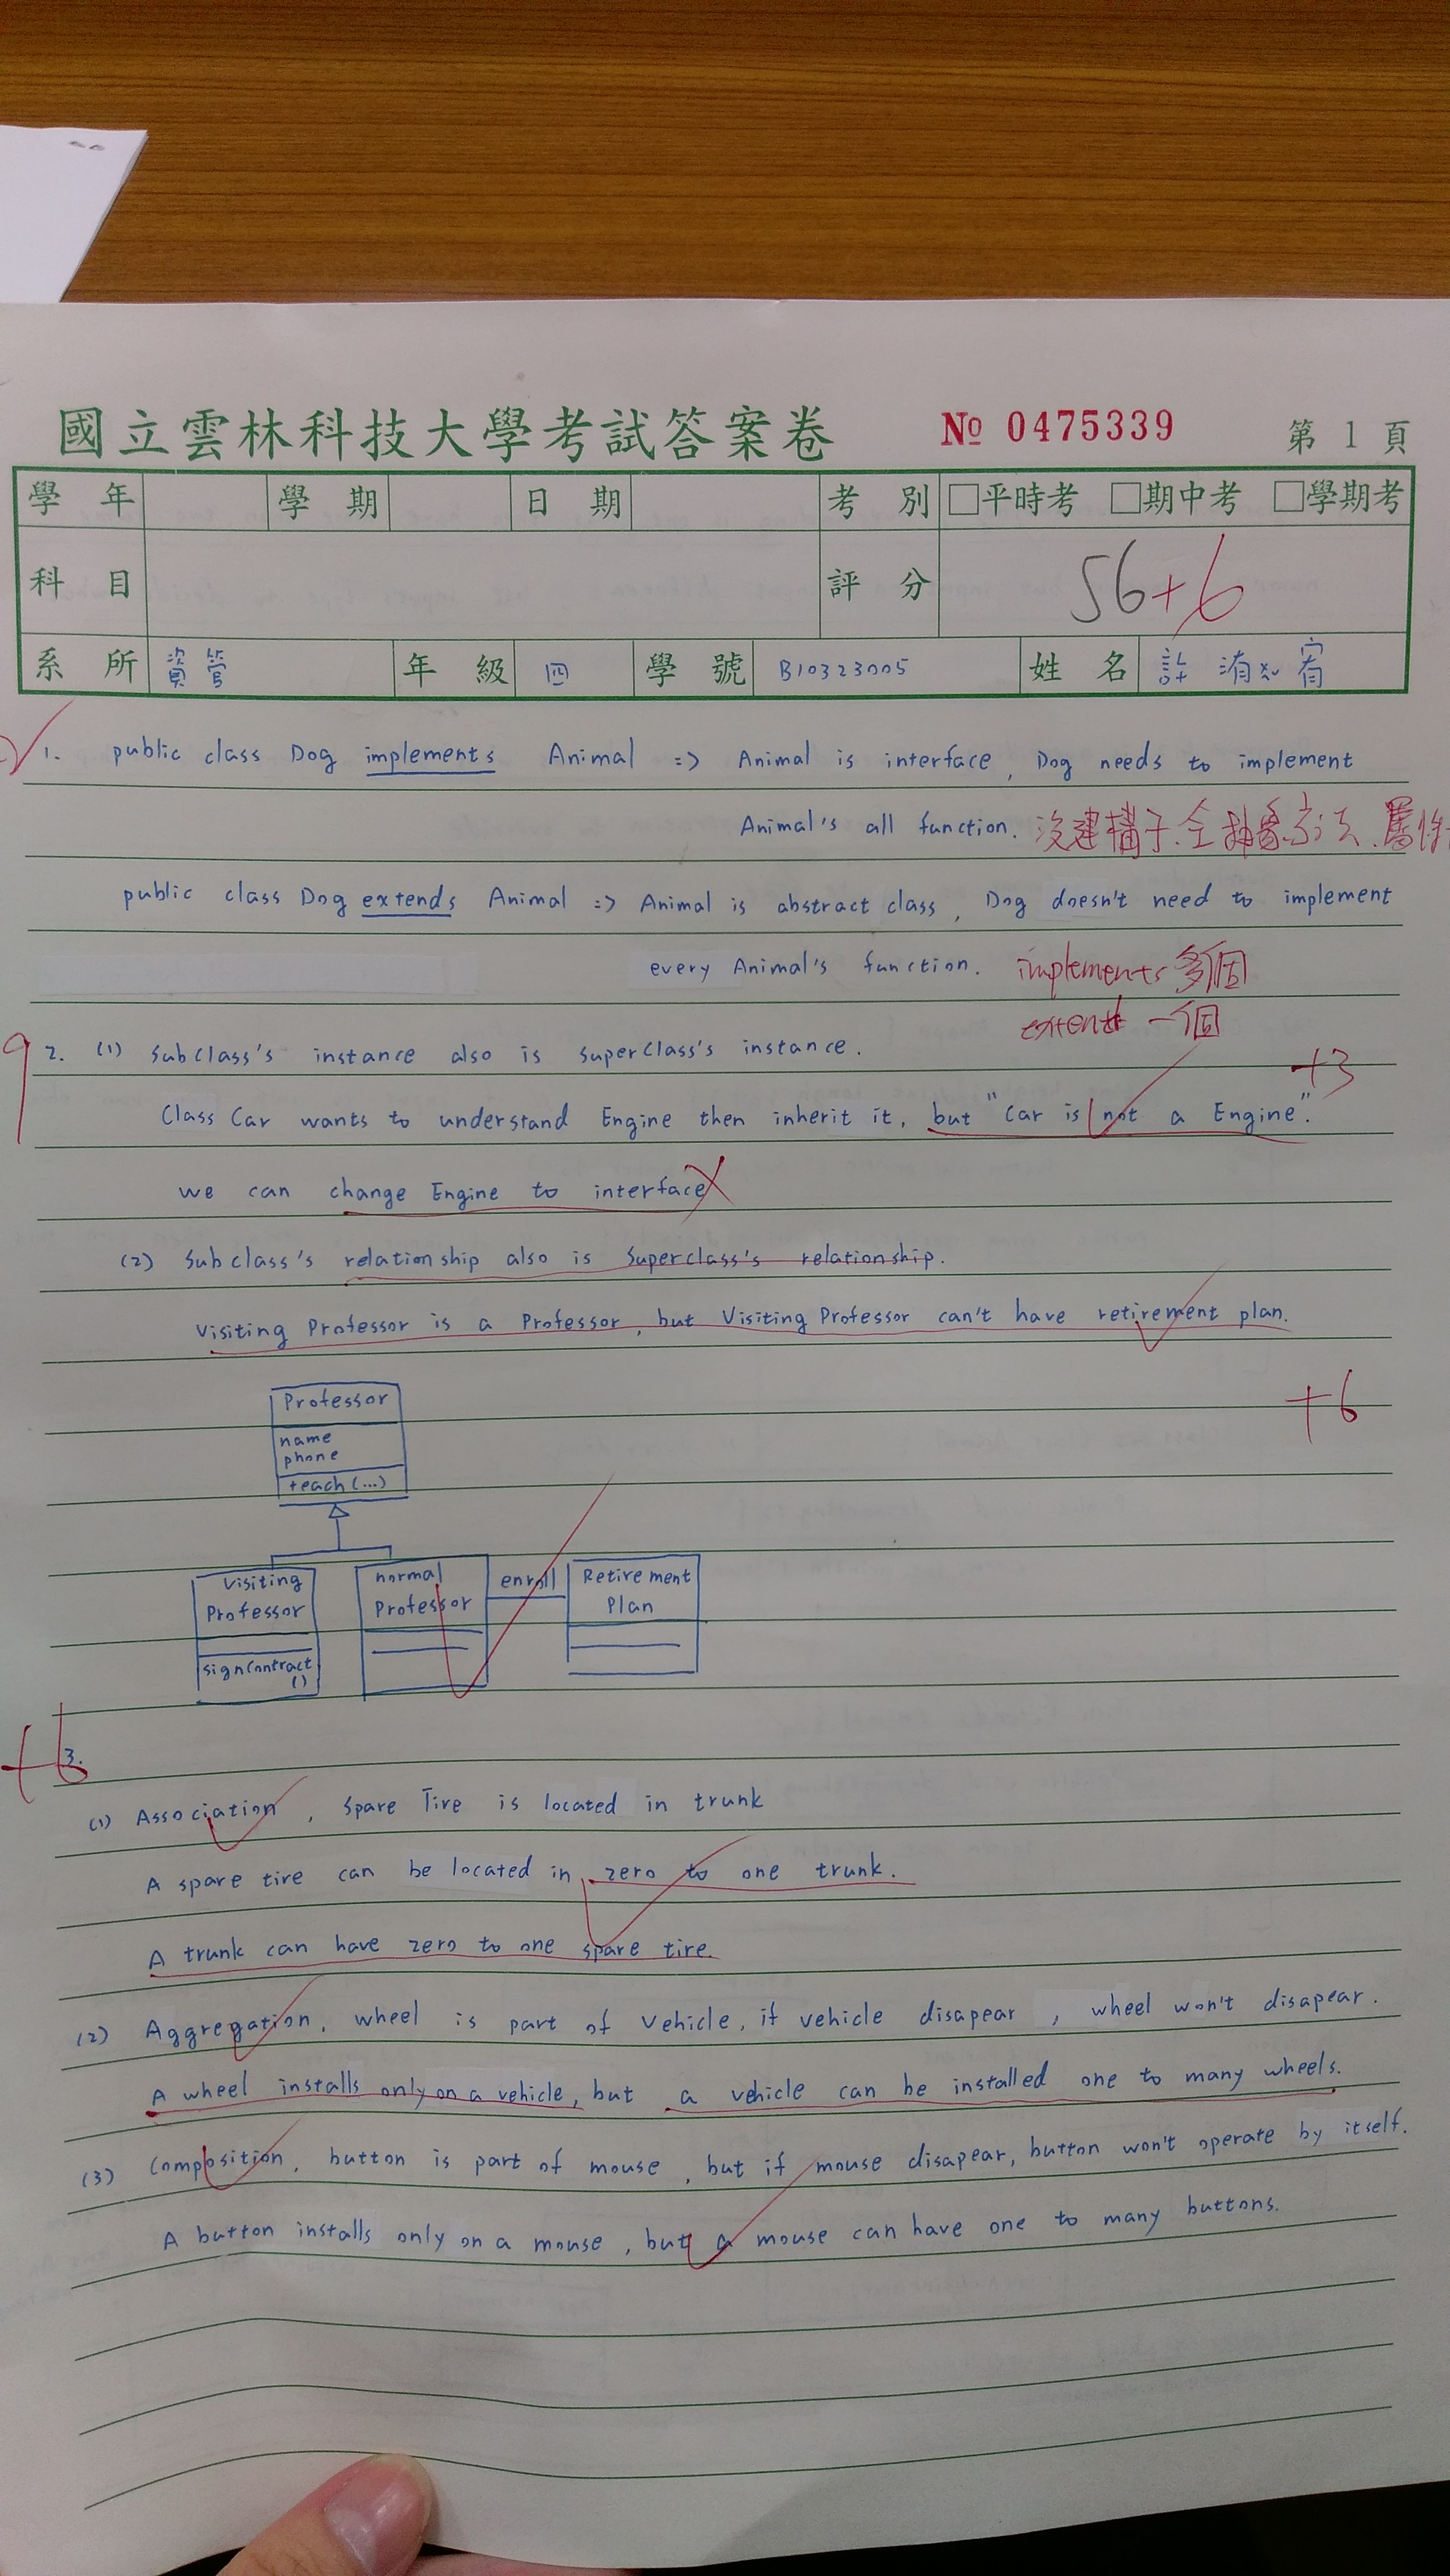 國立雲林科技大學考試答案卷 № 0475339 第 1 頁
學 年 學 期 日 期 考 別 □平時考 □期中考 □學期考
科 目 評 分 56+6
系 所 資管 年 級 四 學 號 B10323005 姓 名 許
1. public class Dog implements Animal => Animal is interface, Dog needs to implement
Animal's all function. 沒建構子.全抽象方法.屬性
public class Dog extends Animal => Animal is abstract class, Dog doesn't need to implement
every Animal's function. implements 多個
extends 一個
9 2. (1) Subclass's instance also is superclass's instance. +3
Class Car wants to understand Engine then inherit it, but "Car is not a Engine".
we can change Engine to interface
(2) Subclass's relationship also is Superclass's relationship.
Visiting Professor is a Professor, but Visiting Professor can't have retirement plan.
+6
Professor
name
phone
teach(...)
Visiting Professor
signContract()
normal Professor
enroll
Retirement Plan
+6 3.
(1) Association, Spare Tire is located in trunk
A spare tire can be located in zero to one trunk.
A trunk can have zero to one spare tire.
(2) Aggregation, wheel is part of vehicle, if vehicle disapear, wheel won't disapear.
A wheel installs only on a vehicle, but a vehicle can be installed one to many wheels.
(3) Composition, button is part of mouse, but if mouse disapear, button won't operate by itself.
A button installs only on a mouse, but a mouse can have one to many buttons.